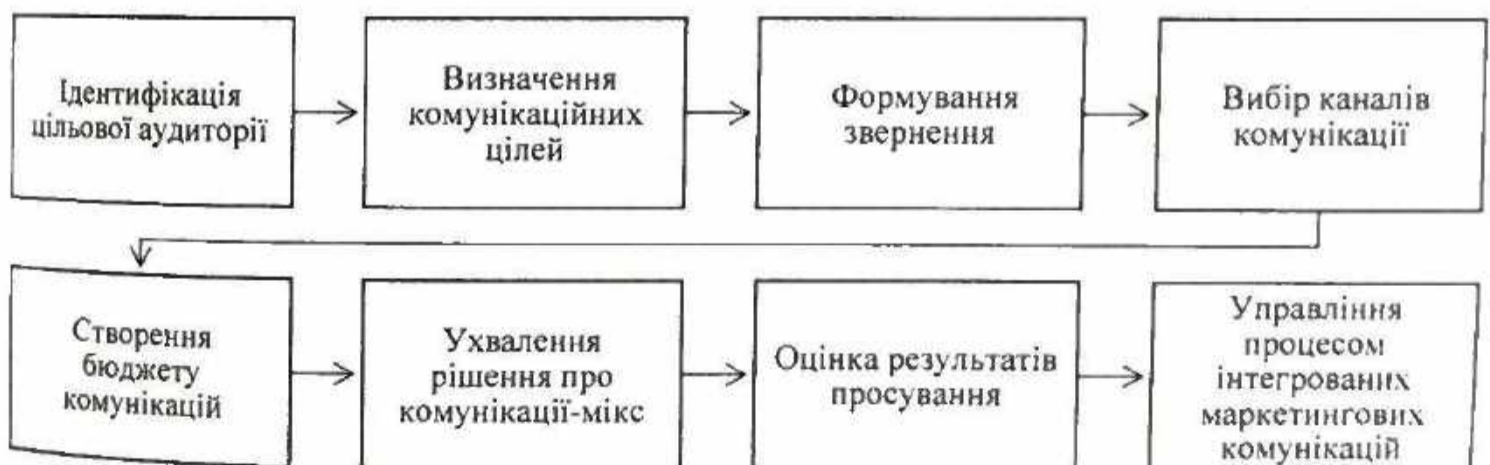 Ідентифікація
цільової аудиторії
Визначення
комунікаційних
цілей
Формування
звернення
Вибір каналів
комунікації
Створення
бюджету
комунікацій
Ухвалення
рішення про
комунікації-мікс
Оцінка результатів
просування
Управління
процесом
інтегрованих
маркетингових
комунікацій